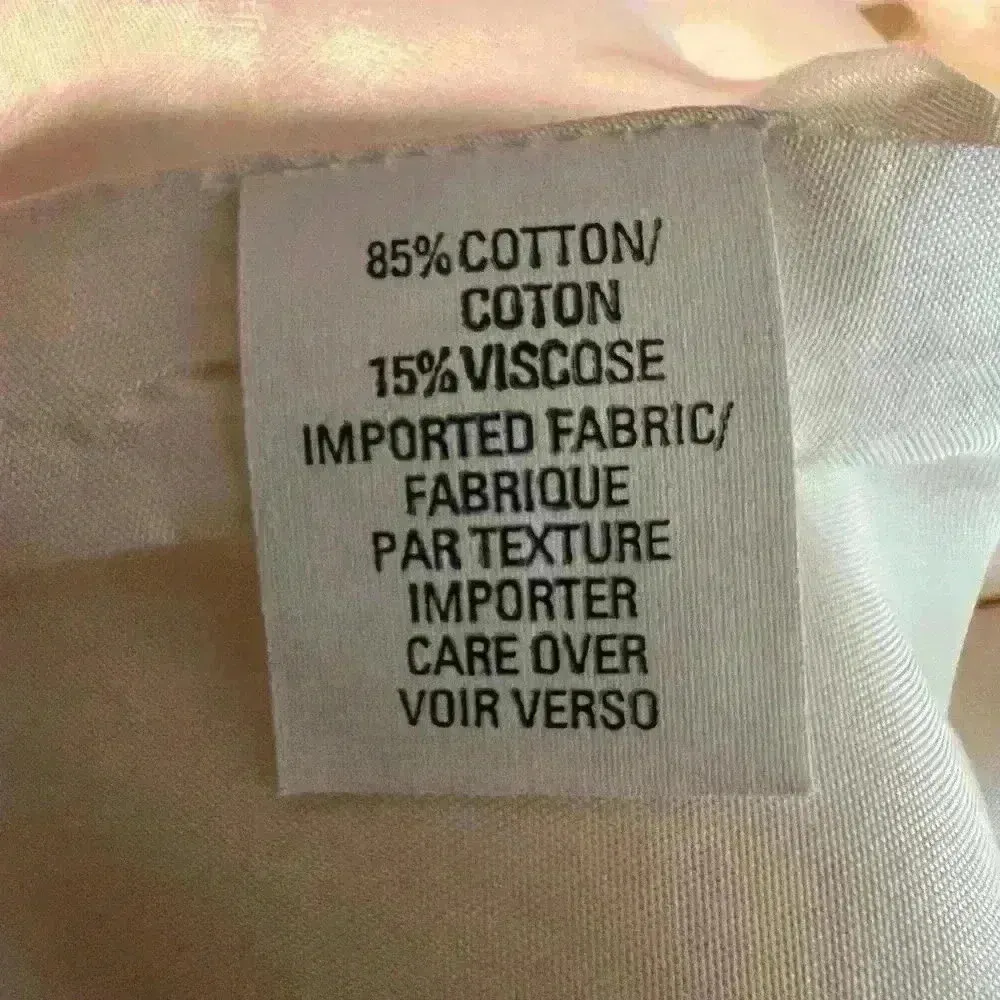 85% COTTON/
COTON
15% VISCOSE
IMPORTED FABRIC/
FABRIQUE
PAR TEXTURE
IMPORTER
CARE OVER
VOIR VERSO